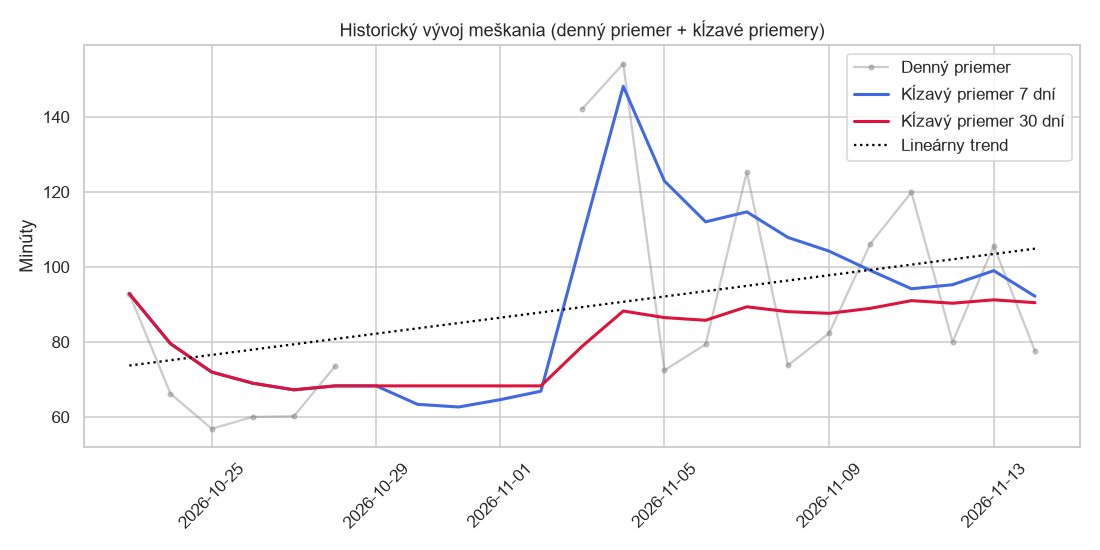 Historický vývoj meškania (denný priemer + kĺzavé priemery)
Denný priemer
Kĺzavý priemer 7 dní
Kĺzavý priemer 30 dní
Lineárny trend
Minúty
140
120
100
80
60
2026-10-25
2026-10-29
2026-11-01
2026-11-05
2026-11-09
2026-11-13